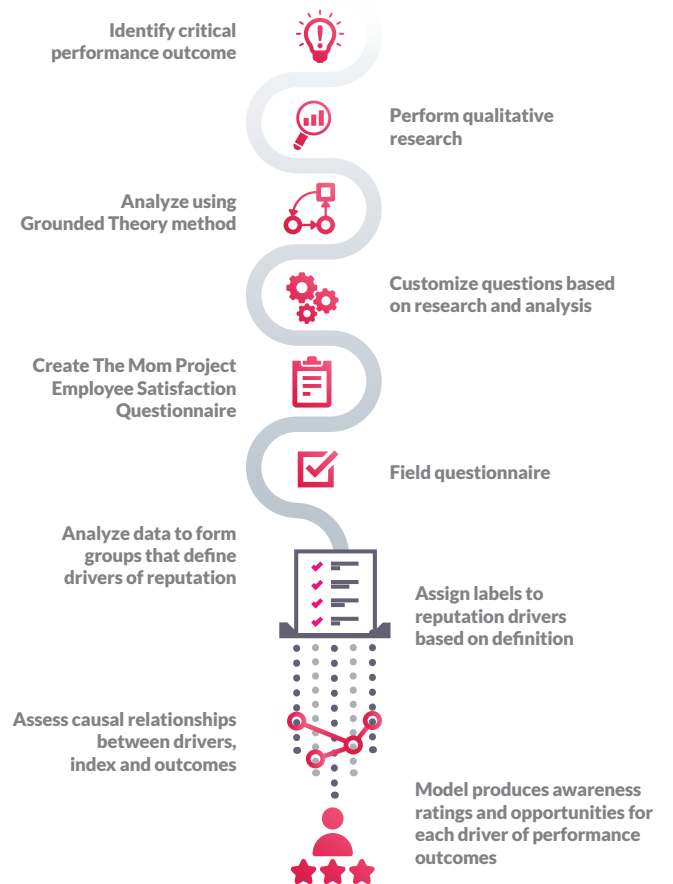 Identify critical
performance outcome
Perform qualitative
research
Analyze using
Grounded Theory method
Customize questions based
on research and analysis
Create The Mom Project
Employee Satisfaction
Questionnaire
Field questionnaire
Analyze data to form
groups that define
drivers of reputation
Assign labels to
reputation drivers
based on definition
Assess causal relationships
between drivers,
index and outcomes
Model produces awareness
ratings and opportunities for
each driver of performance
outcomes